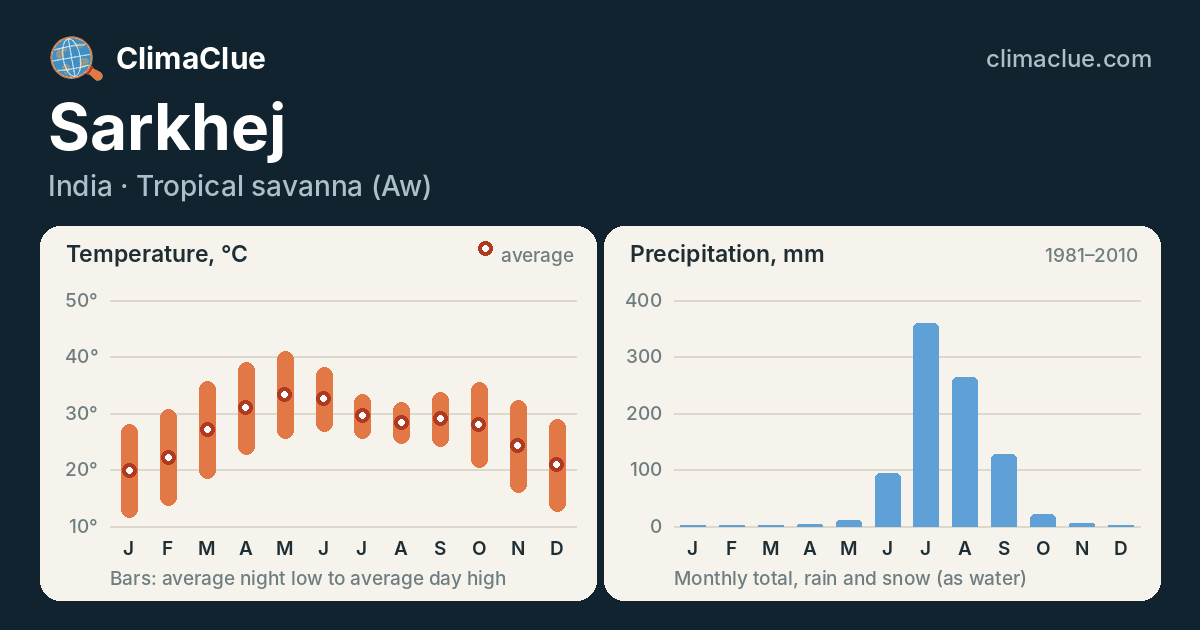 ClimaClue
climaclue.com
Sarkhej
India · Tropical savanna (Aw)
Temperature, °C
average
50°
40°
30°
20°
10°
J F M A M J J A S O N D
Bars: average night low to average day high
Precipitation, mm
1981–2010
400
300
200
100
0
J F M A M J J A S O N D
Monthly total, rain and snow (as water)